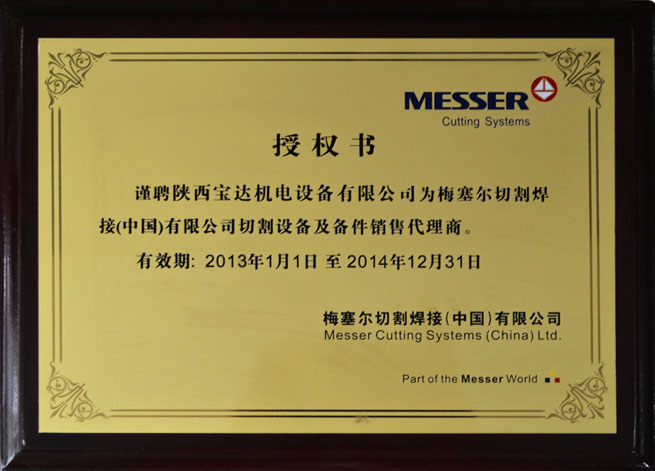 MESSER
Cutting Systems
授权书
谨聘陕西宝达机电设备有限公司为梅塞尔切割焊
接(中国)有限公司切割设备及备件销售代理商。
有效期: 2013年1月1日 至 2014年12月31日
梅塞尔切割焊接(中国)有限公司
Messer Cutting Systems (China) Ltd.
Part of the Messer World